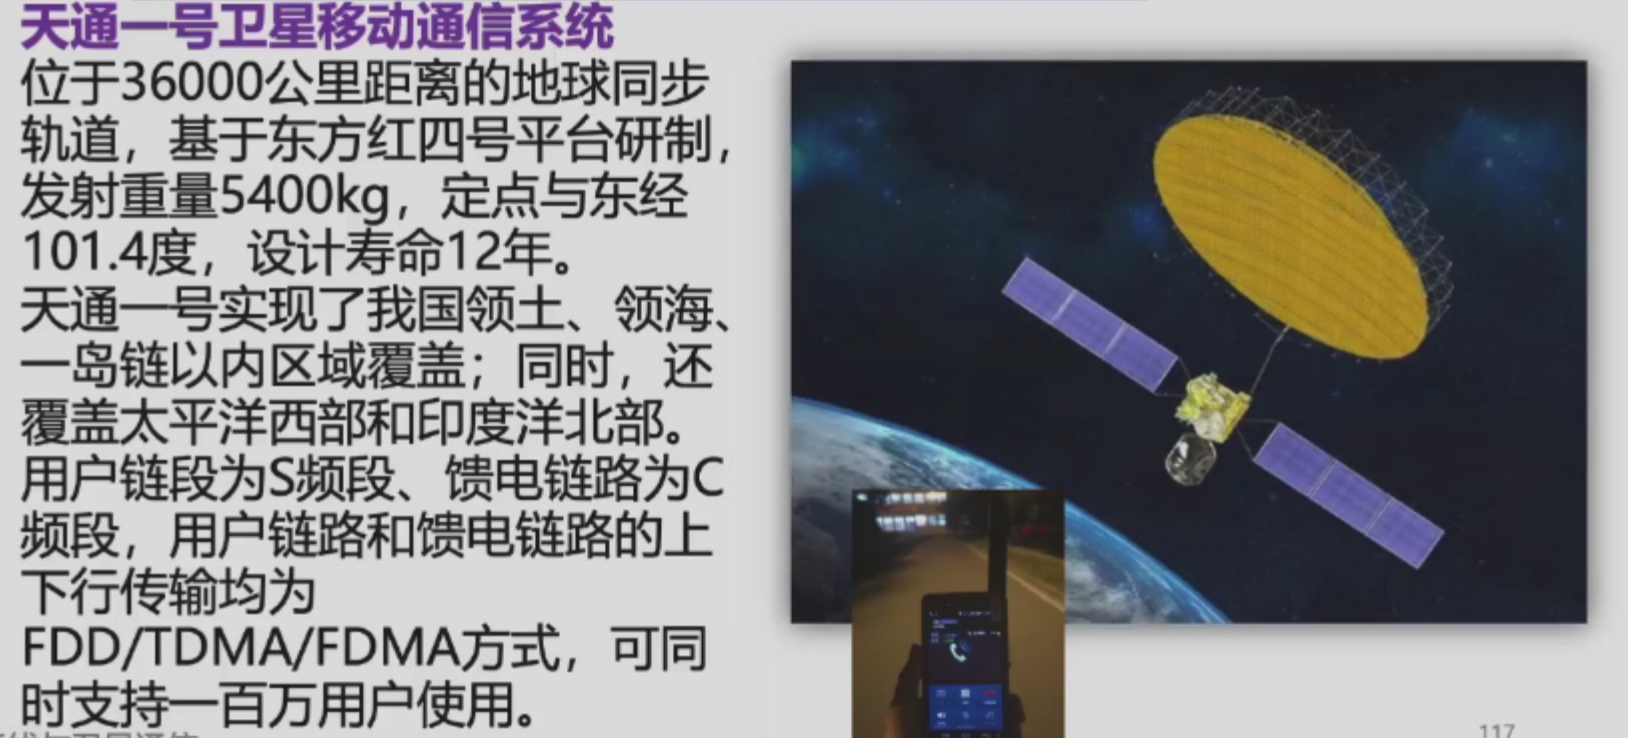 天通一号卫星移动通信系统
位于36000公里距离的地球同步
轨道，基于东方红四号平台研制，
发射重量5400kg，定点与东经
101.4度，设计寿命12年。
天通一号实现了我国领土、领海、
一岛链以内区域覆盖；同时，还
覆盖太平洋西部和印度洋北部。
用户链段为S频段、馈电链路为C
频段，用户链路和馈电链路的上
下行传输均为
FDD/TDMA/FDMA方式，可同
时支持一百万用户使用。
117